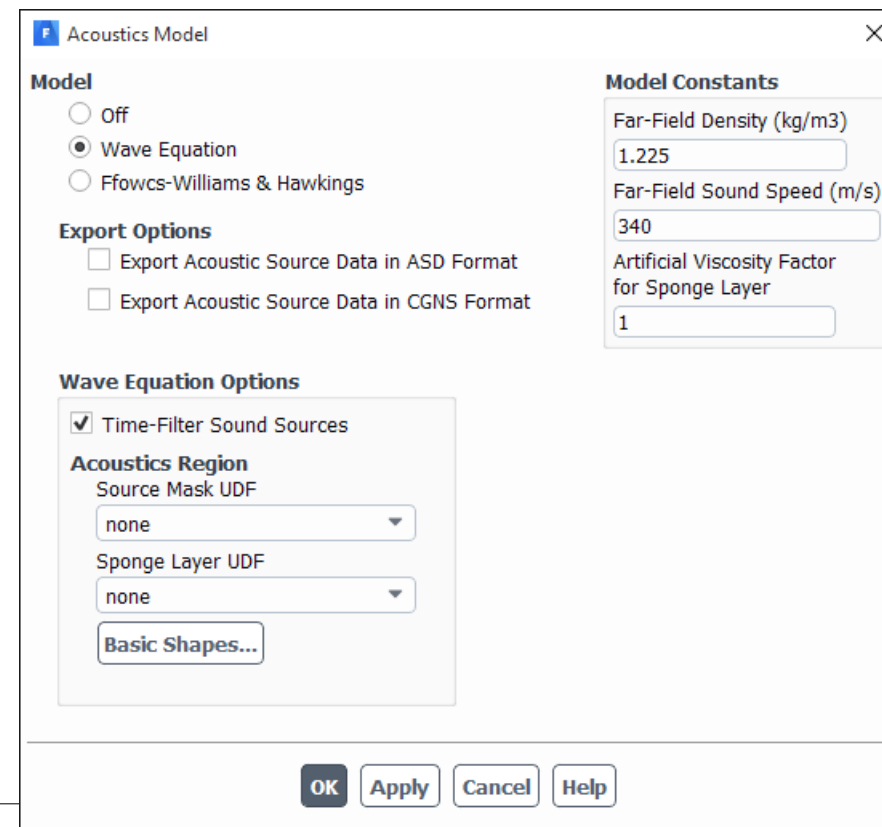 F Acoustics Model
Model
Off
Wave Equation
Ffowcs-Williams & Hawkings
Export Options
Export Acoustic Source Data in ASD Format
Export Acoustic Source Data in CGNS Format
Wave Equation Options
Time-Filter Sound Sources
Acoustics Region
Source Mask UDF
none
Sponge Layer UDF
none
Basic Shapes...
Model Constants
Far-Field Density (kg/m3)
1.225
Far-Field Sound Speed (m/s)
340
Artificial Viscosity Factor
for Sponge Layer
1
OK Apply Cancel Help